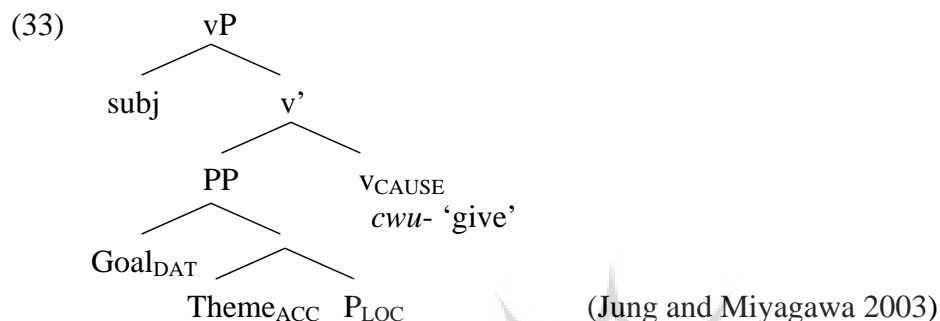 (33) vP
subj v’
PP vCAUSE
cwu- ‘give’
GoalDAT
ThemeACC PLOC (Jung and Miyagawa 2003)